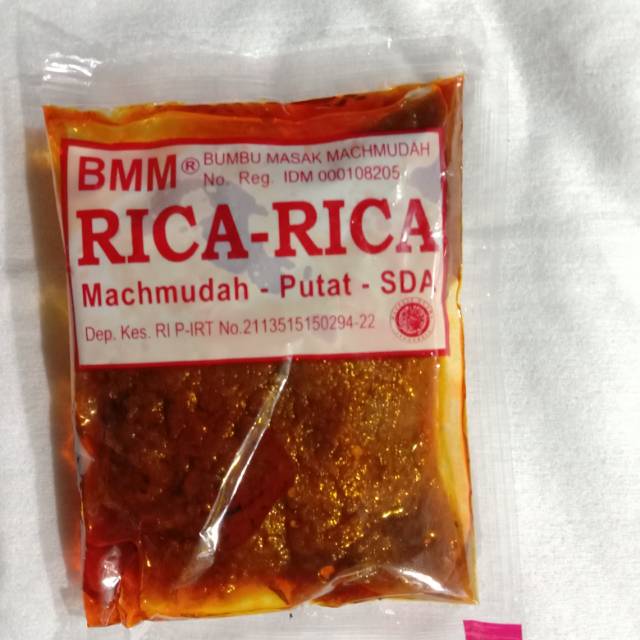 BMM® BUMBU MASAK MACHMUDAH
No. Reg. IDM 000108205
RICA-RICA
Machmudah - Putat - SDA
Dep. Kes. RI P-IRT No.2113515150294-22